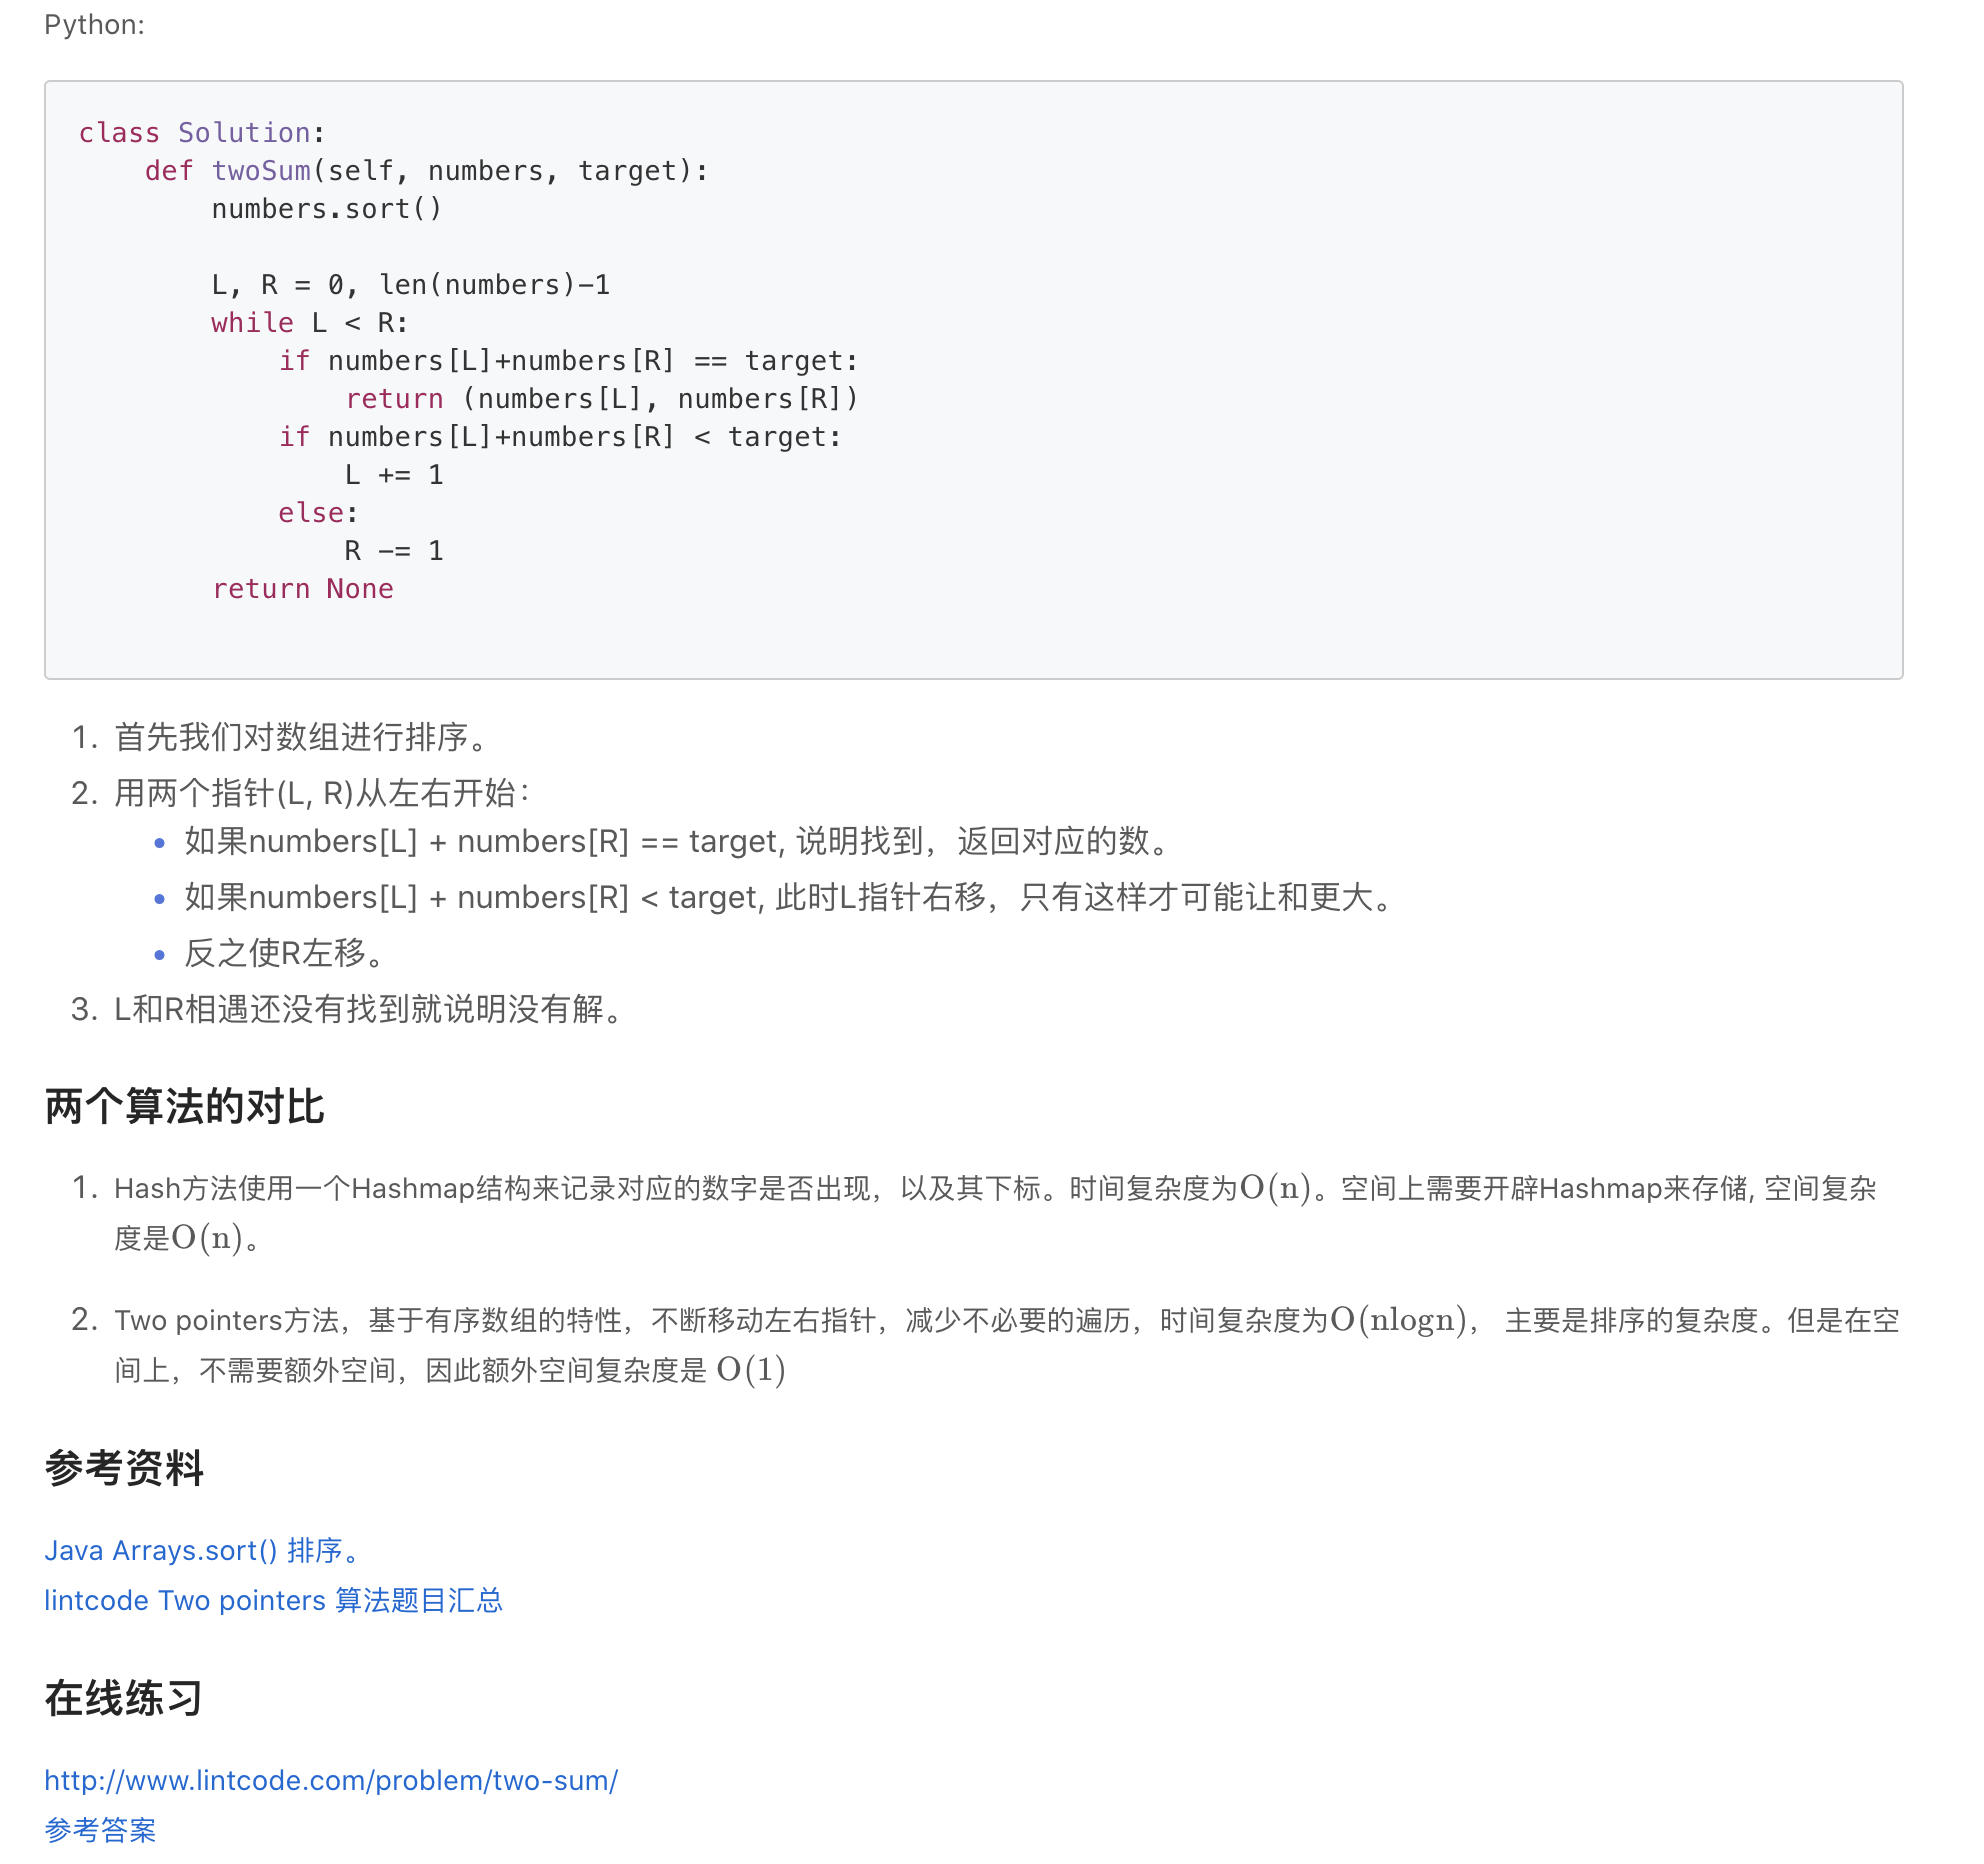 Python:
class Solution:
    def twoSum(self, numbers, target):
        numbers.sort()

        L, R = 0, len(numbers)-1
        while L < R:
            if numbers[L]+numbers[R] == target:
                return (numbers[L], numbers[R])
            if numbers[L]+numbers[R] < target:
                L += 1
            else:
                R -= 1
        return None
1. 首先我们对数组进行排序。
2. 用两个指针(L, R)从左右开始：
• 如果numbers[L] + numbers[R] == target, 说明找到，返回对应的数。
• 如果numbers[L] + numbers[R] < target, 此时L指针右移，只有这样才可能让和更大。
• 反之使R左移。
3. L和R相遇还没有找到就说明没有解。
两个算法的对比
1. Hash方法使用一个Hashmap结构来记录对应的数字是否出现，以及其下标。时间复杂度为O(n)。空间上需要开辟Hashmap来存储, 空间复杂
度是O(n)。
2. Two pointers方法，基于有序数组的特性，不断移动左右指针，减少不必要的遍历，时间复杂度为O(nlogn)， 主要是排序的复杂度。但是在空
间上，不需要额外空间，因此额外空间复杂度是 O(1)
参考资料
Java Arrays.sort() 排序。
lintcode Two pointers 算法题目汇总
在线练习
http://www.lintcode.com/problem/two-sum/
参考答案